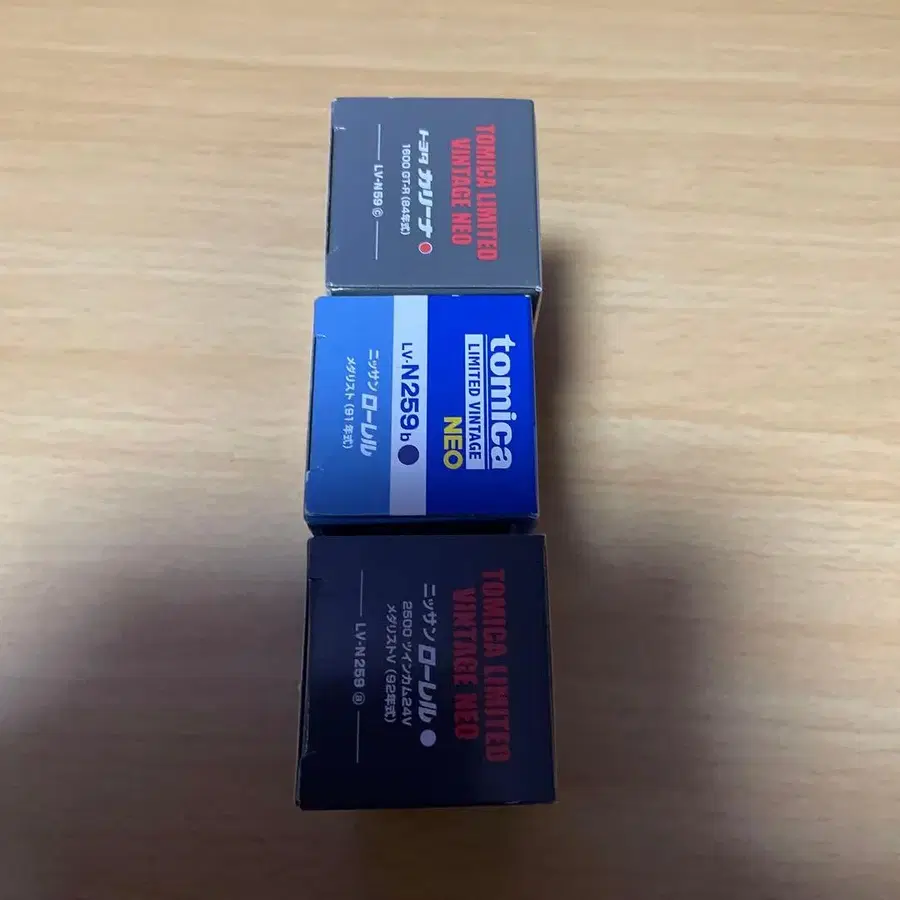 TOMICA LIMITED
VINTAGE NEO
トヨタ カリーナ
1600 GT-R (84年式)
LV-N59 ⓒ
tomica
LIMITED VINTAGE
NEO
LV-N259 b
ニッサン ローレル
メダリスト (91年式)
TOMICA LIMITED
VINTAGE NEO
ニッサン ローレル
2500 ツインカム24V
メダリストV (92年式)
LV-N259 ⓐ